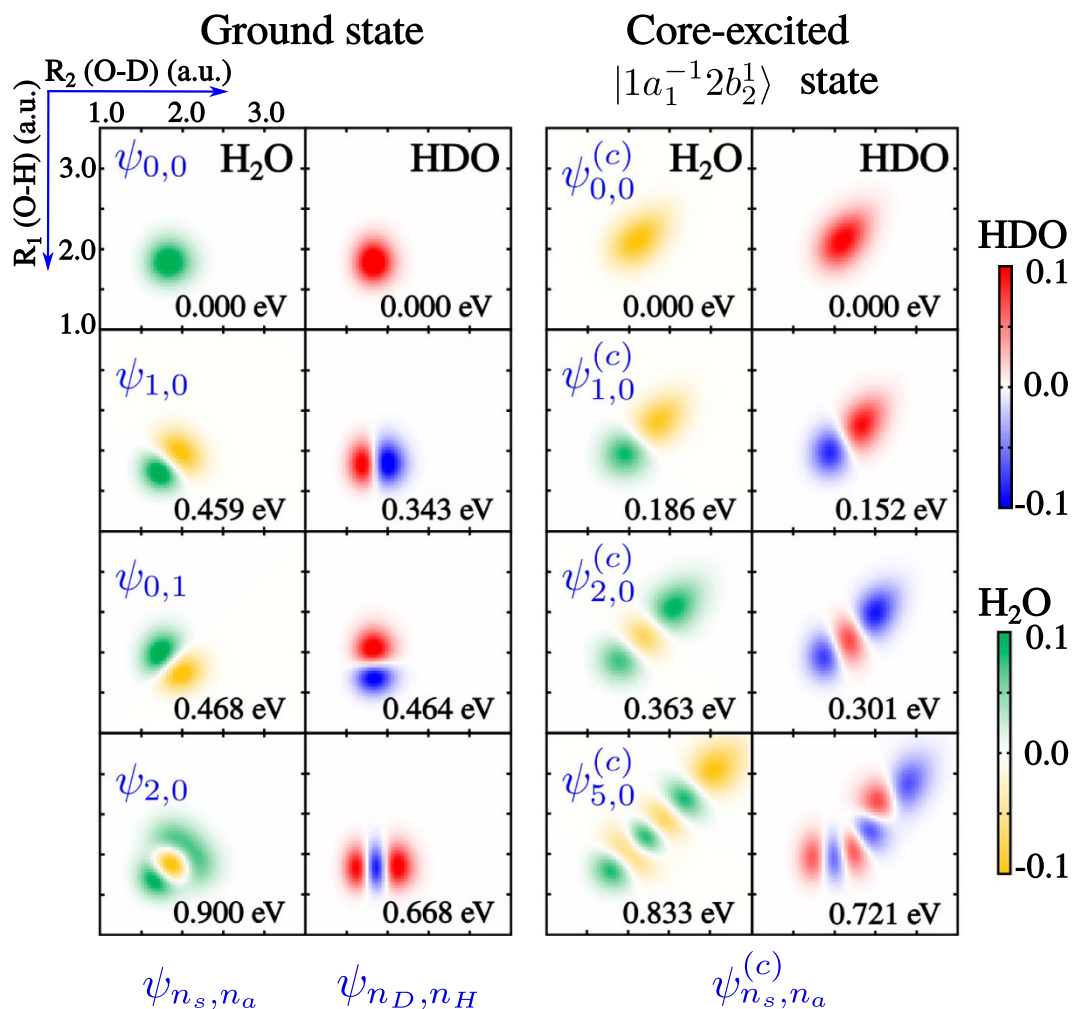 Ground state
Core-excited
|1a₁⁻¹2b₂¹⟩ state
R₂ (O-D) (a.u.)
1.0 2.0 3.0
R₁ (O-H) (a.u.)
3.0
2.0
1.0
ψ₀,₀ H₂O
0.000 eV
HDO
0.000 eV
ψ₀,₀⁽ᶜ⁾ H₂O
0.000 eV
HDO
0.000 eV
ψ₁,₀
0.459 eV
0.343 eV
ψ₁,₀⁽ᶜ⁾
0.186 eV
0.152 eV
ψ₀,₁
0.468 eV
0.464 eV
ψ₂,₀⁽ᶜ⁾
0.363 eV
0.301 eV
ψ₂,₀
0.900 eV
0.668 eV
ψ₅,₀⁽ᶜ⁾
0.833 eV
0.721 eV
HDO
0.1
0.0
-0.1
H₂O
0.1
0.0
-0.1
ψ_{n_s,n_a}
ψ_{n_D,n_H}
ψ_{n_s,n_a}^{(c)}